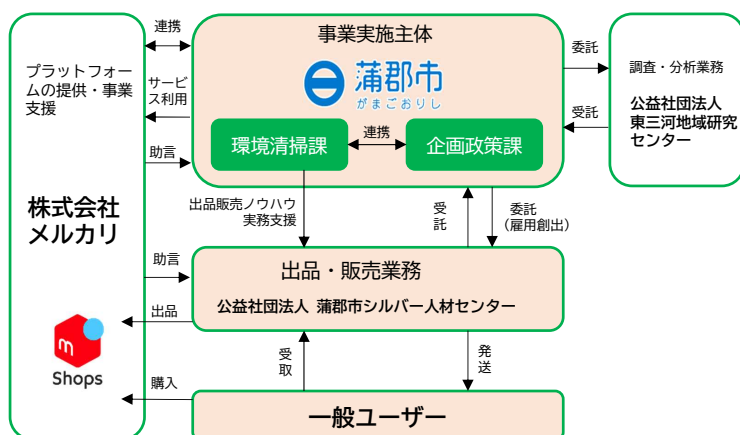 プラットフォー
ムの提供・事業
支援
株式会社
メルカリ
m
Shops
連携
サービ
ス利用
助言
助言
出品
購入
事業実施主体
蒲郡市
がまごおりし
環境清掃課
連携
企画政策課
委託
受託
調査・分析業務
公益社団法人
東三河地域研究
センター
出品販売ノウハウ
実務支援
受
託
委託
(雇用創出)
出品・販売業務
公益社団法人 蒲郡市シルバー人材センター
受
取
発
送
一般ユーザー